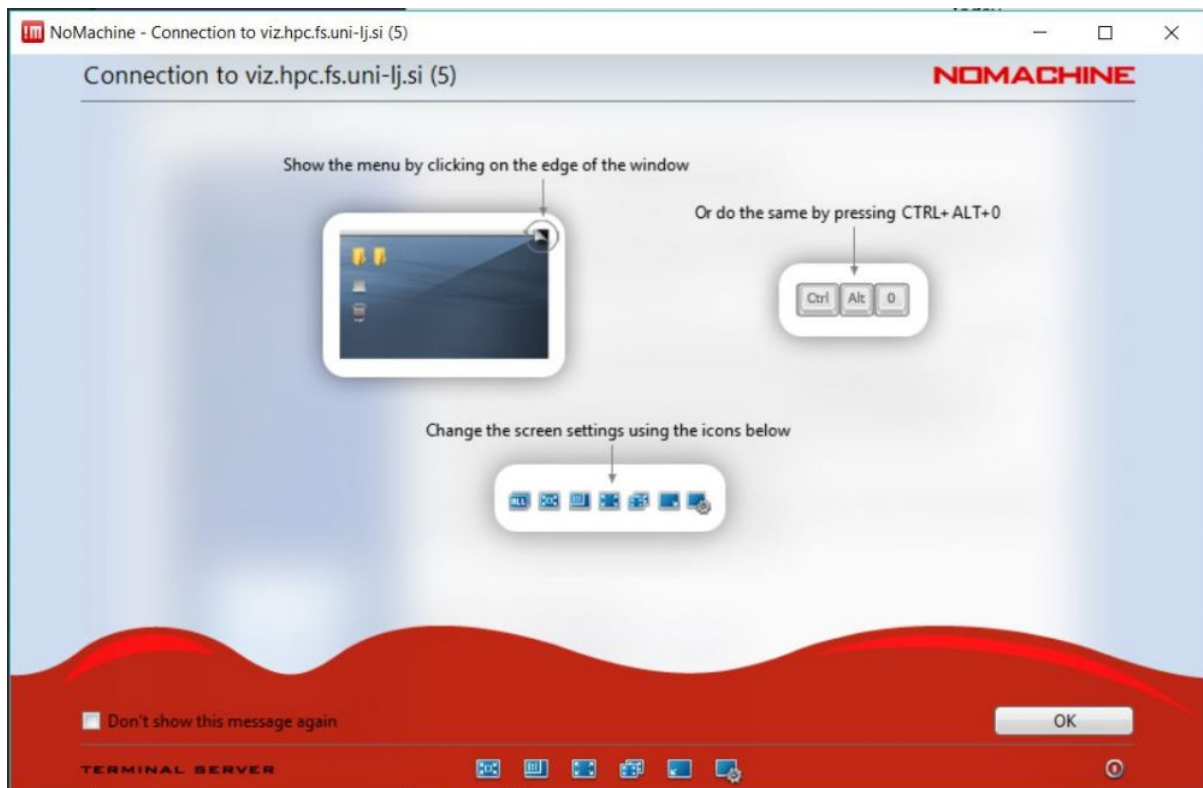 NoMachine - Connection to viz.hpc.fs.uni-lj.si (5)
Connection to viz.hpc.fs.uni-lj.si (5)
NOMACHINE
Show the menu by clicking on the edge of the window
Or do the same by pressing CTRL+ ALT+0
Ctrl Alt 0
Change the screen settings using the icons below
ALL
Don't show this message again
OK
TERMINAL SERVER